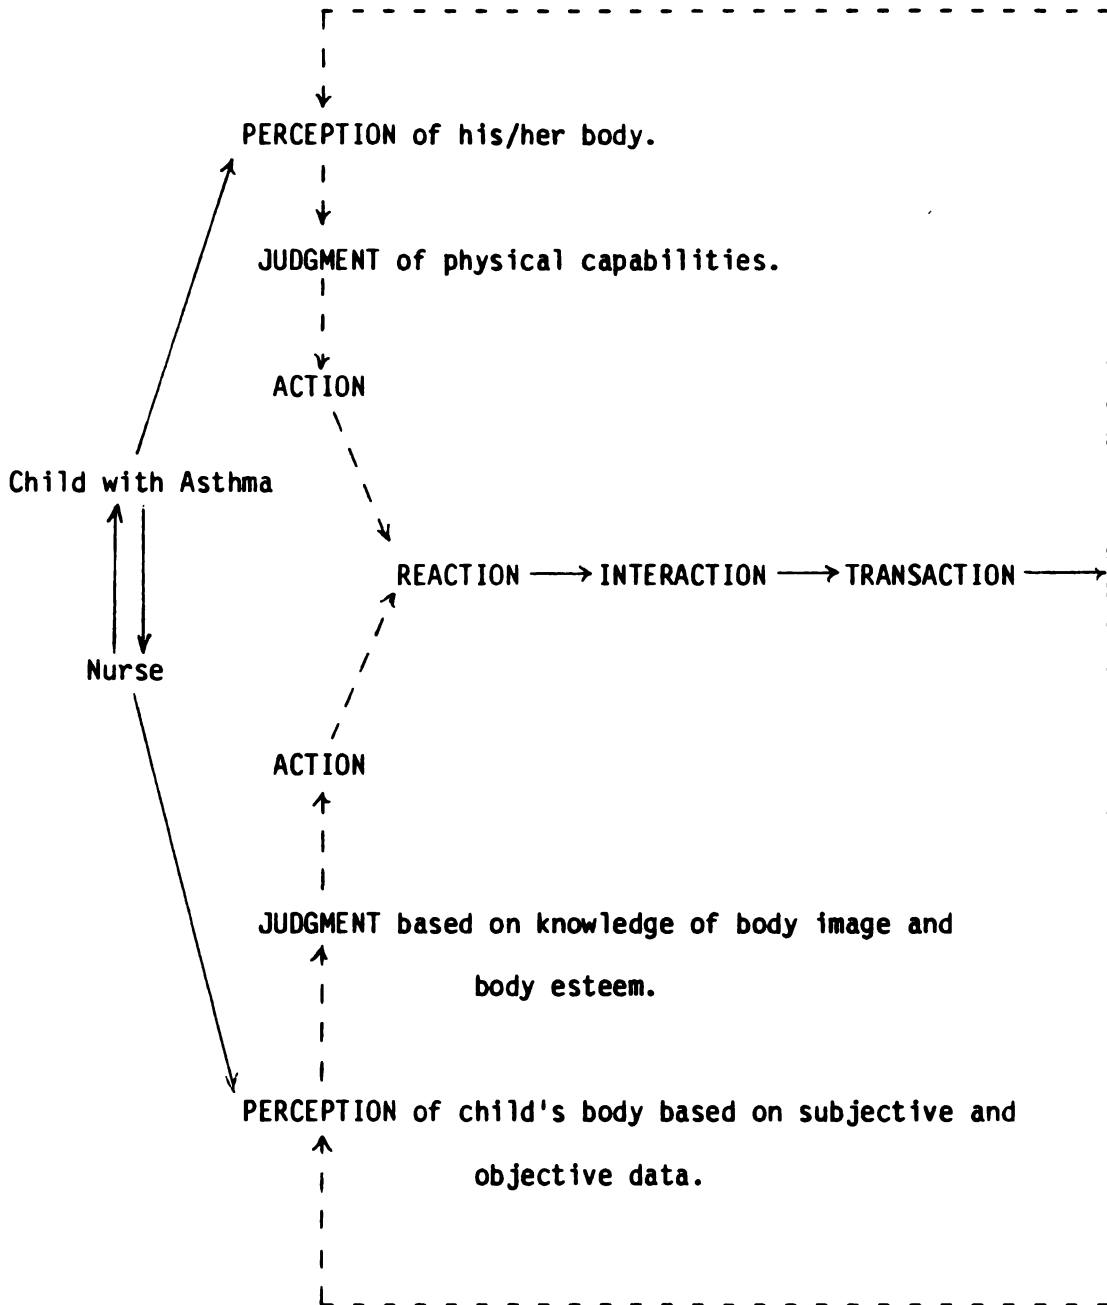 PERCEPTION of his/her body.
JUDGMENT of physical capabilities.
ACTION
Child with Asthma
REACTION INTERACTION TRANSACTION
Nurse
ACTION
JUDGMENT based on knowledge of body image and
body esteem.
PERCEPTION of child's body based on subjective and
objective data.